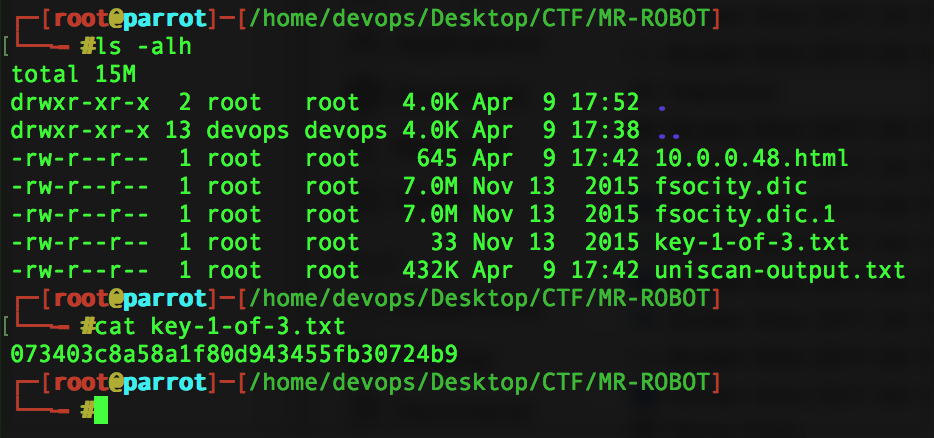 ┌─[root@parrot]─[/home/devops/Desktop/CTF/MR-ROBOT]
[└──╼ #ls -alh
total 15M
drwxr-xr-x  2 root   root   4.0K Apr  9 17:52 .
drwxr-xr-x 13 devops devops 4.0K Apr  9 17:38 ..
-rw-r--r--  1 root   root    645 Apr  9 17:42 10.0.0.48.html
-rw-r--r--  1 root   root   7.0M Nov 13  2015 fsocity.dic
-rw-r--r--  1 root   root   7.0M Nov 13  2015 fsocity.dic.1
-rw-r--r--  1 root   root     33 Nov 13  2015 key-1-of-3.txt
-rw-r--r--  1 root   root   432K Apr  9 17:42 uniscan-output.txt
┌─[root@parrot]─[/home/devops/Desktop/CTF/MR-ROBOT]
[└──╼ #cat key-1-of-3.txt
073403c8a58a1f80d943455fb30724b9
┌─[root@parrot]─[/home/devops/Desktop/CTF/MR-ROBOT]
└──╼ #